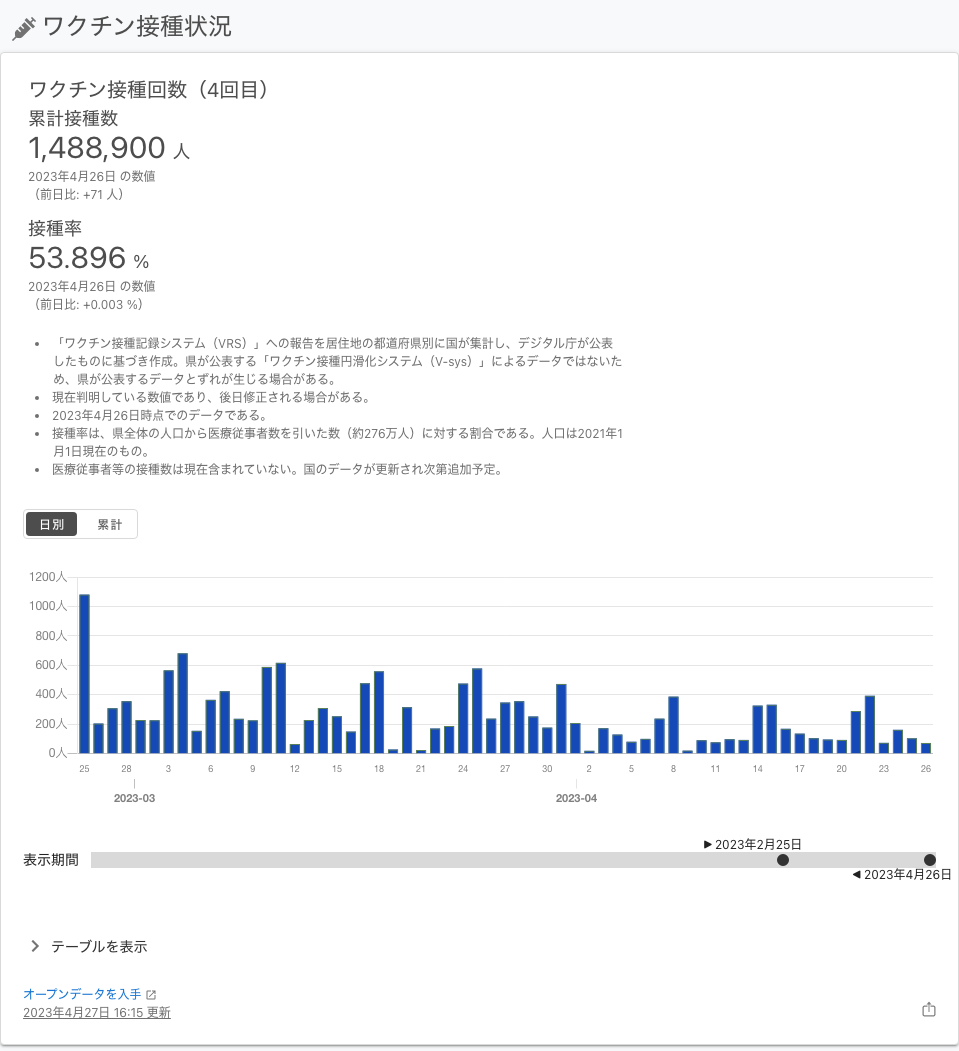 ワクチン接種状況
ワクチン接種回数（4回目）
累計接種数
1,488,900 人
2023年4月26日 の数値
（前日比: +71 人）
接種率
53.896 %
2023年4月26日 の数値
（前日比: +0.003 %）
• 「ワクチン接種記録システム（VRS）」への報告を居住地の都道府県別に国が集計し、デジタル庁が公表
したものに基づき作成。県が公表する「ワクチン接種円滑化システム（V-sys）」によるデータではないた
め、県が公表するデータとずれが生じる場合がある。
• 現在判明している数値であり、後日修正される場合がある。
• 2023年4月26日時点でのデータである。
• 接種率は、県全体の人口から医療従事者数を引いた数（約276万人）に対する割合である。人口は2021年1
月1日現在のもの。
• 医療従事者等の接種数は現在含まれていない。国のデータが更新され次第追加予定。
日別 累計
1200人
1000人
800人
600人
400人
200人
0人
25 28 3 6 9 12 15 18 21 24 27 30 2 5 8 11 14 17 20 23 26
2023-03 2023-04
2023年2月25日
表示期間
2023年4月26日
テーブルを表示
オープンデータを入手
2023年4月27日 16:15 更新